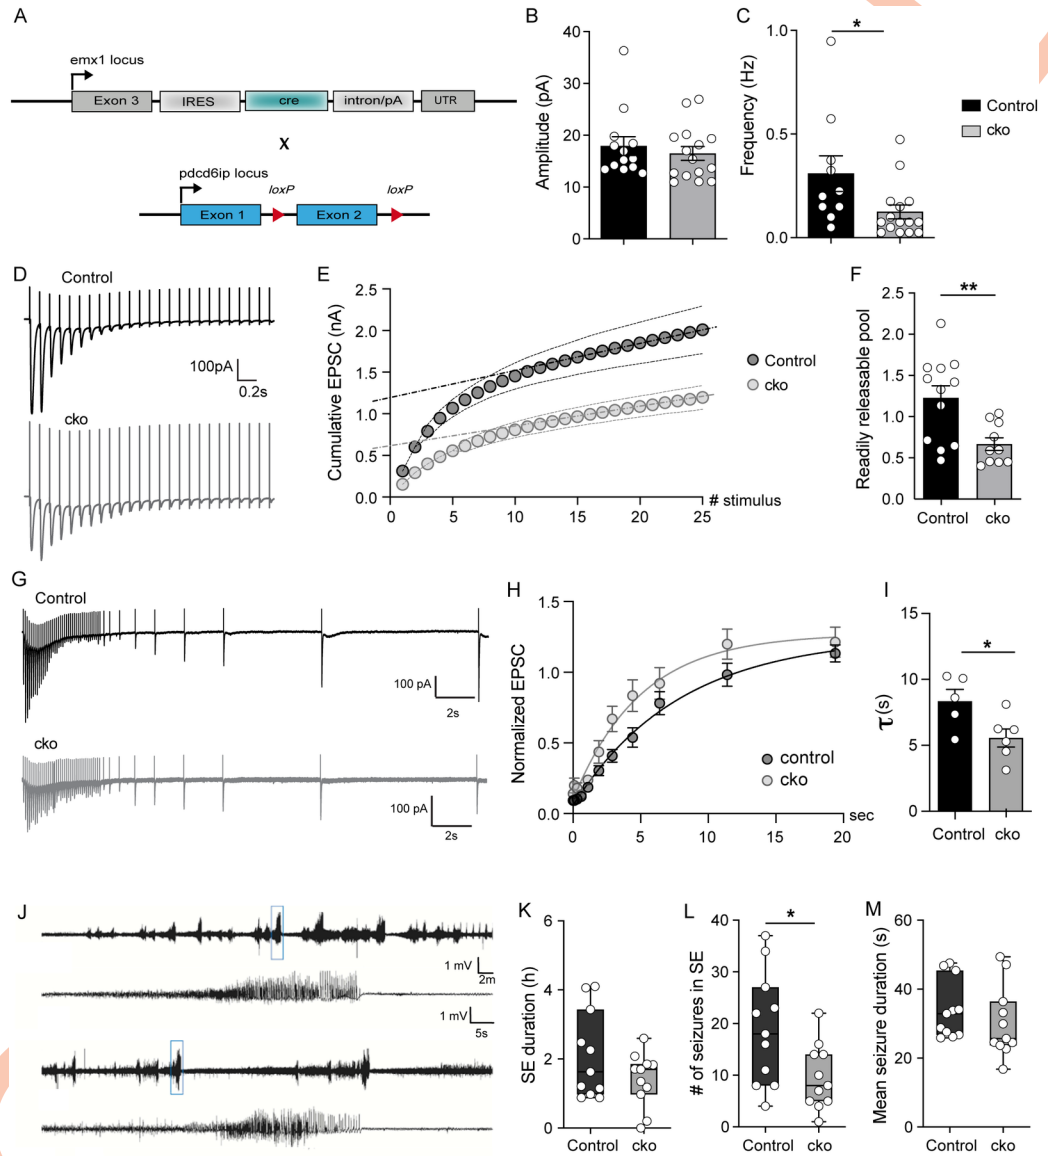 A
emx1 locus
Exon 3
IRES
cre
intron/pA
UTR
X
pdcd6ip locus
loxP
loxP
Exon 1
Exon 2
B
Amplitude (pA)
40
30
20
10
0
C
Frequency (Hz)
1.0
0.5
0.0
*
Control
cko
D
Control
100pA
0.2s
cko
E
Cumulative EPSC (nA)
2.5
2.0
1.5
1.0
0.5
0.0
0
5
10
15
20
25
# stimulus
Control
cko
F
Readily releasable pool
2.5
2.0
1.5
1.0
0.5
0.0
**
Control
cko
G
Control
100 pA
2s
cko
100 pA
2s
H
Normalized EPSC
1.5
1.0
0.5
0.0
0
5
10
15
20
sec
control
cko
I
τ(s)
15
10
5
0
*
Control
cko
J
1 mV
2m
1 mV
5s
K
SE duration (h)
6
4
2
0
Control
cko
L
# of seizures in SE
40
30
20
10
0
*
Control
cko
M
Mean seizure duration (s)
60
40
20
0
Control
cko